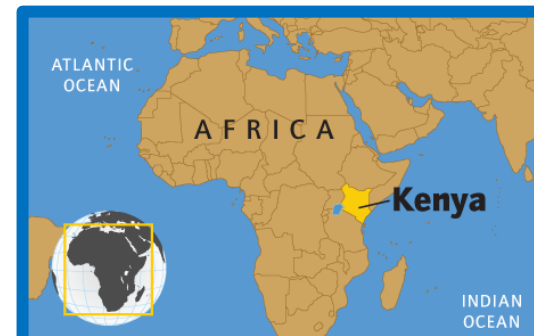 ATLANTIC
OCEAN
AFRICA
Kenya
INDIAN
OCEAN